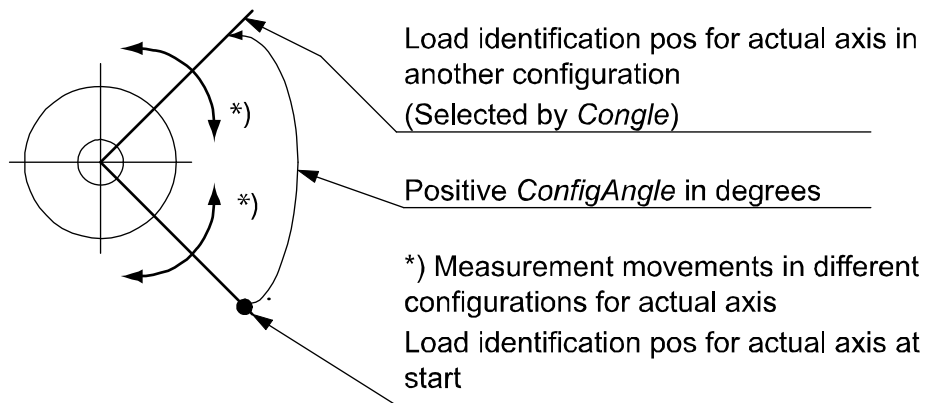 Load identification pos for actual axis in
another configuration
(Selected by Congle)
*)
Positive ConfigAngle in degrees
*)
*) Measurement movements in different
configurations for actual axis
Load identification pos for actual axis at
start